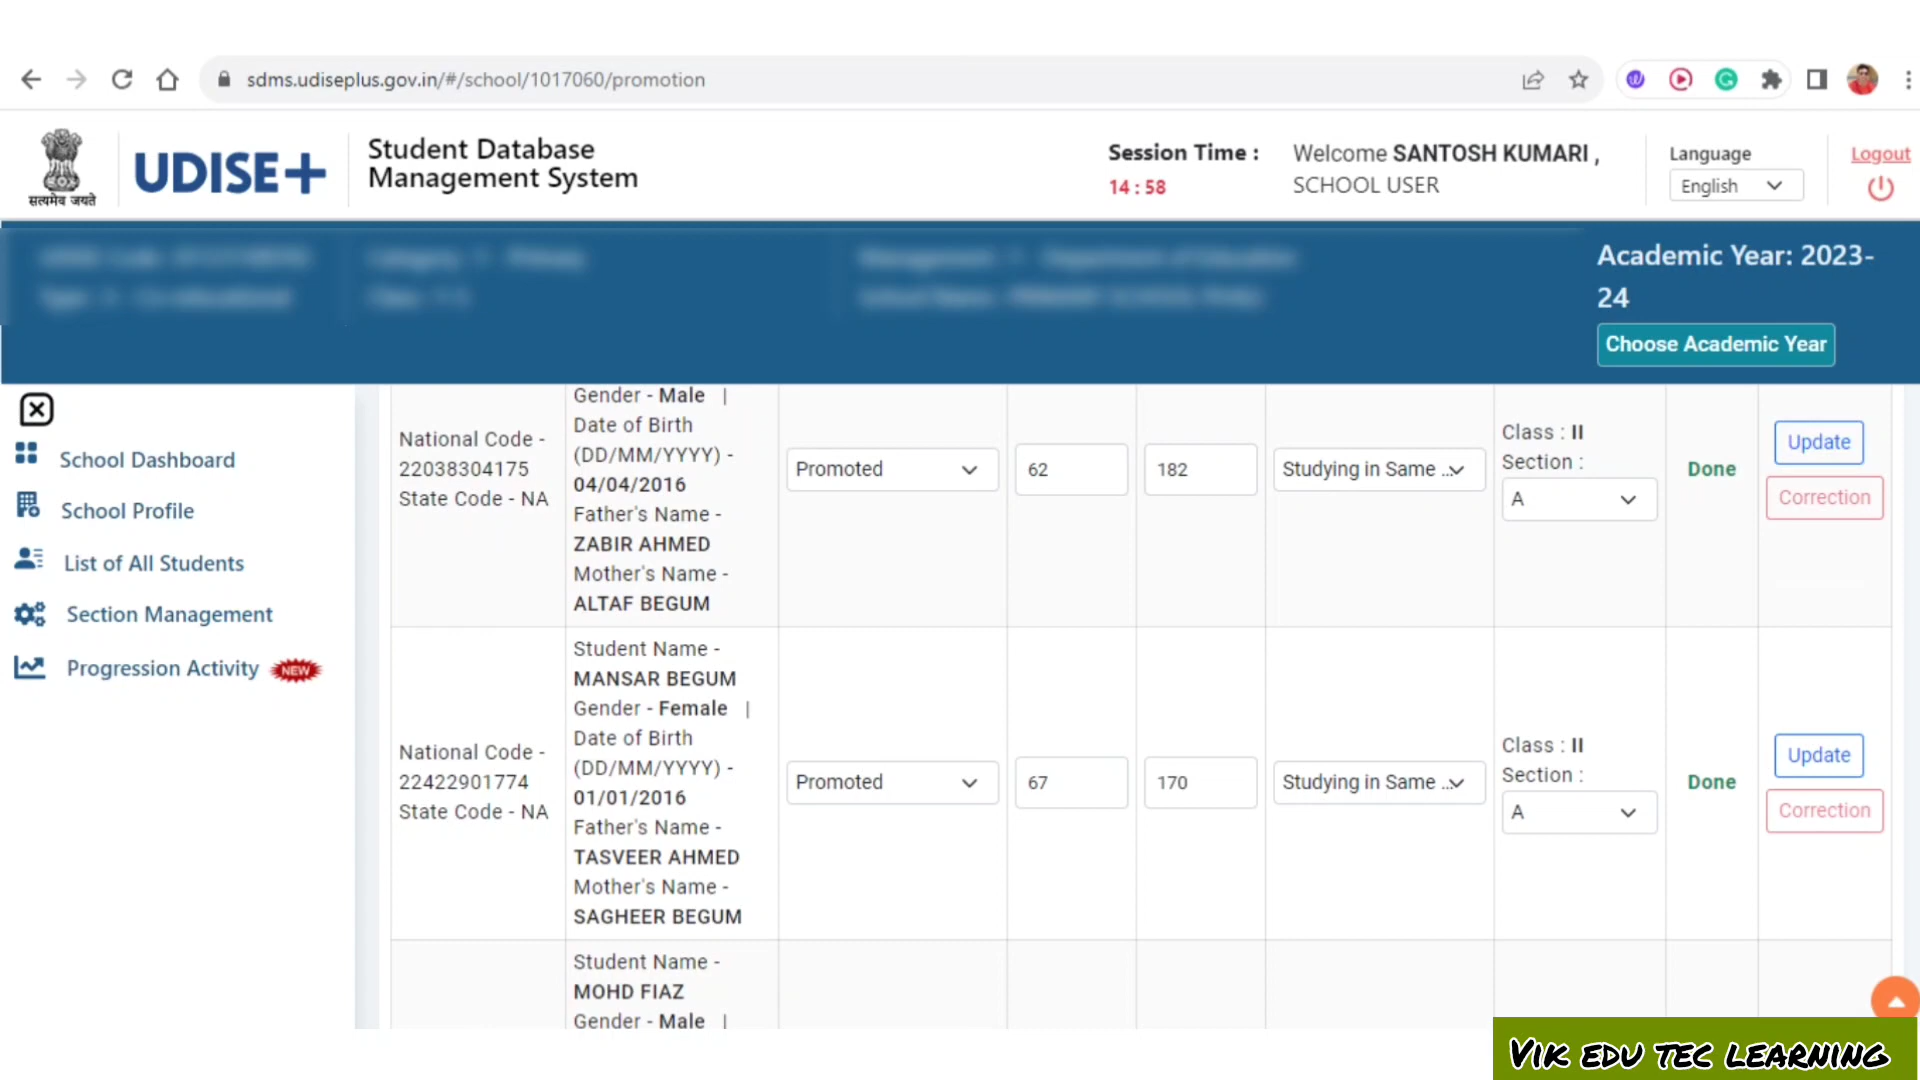 sdms.udiseplus.gov.in/#/school/1017060/promotion
सत्यमेव जयते
UDISE+
Student Database
Management System
Session Time :
14 : 58
Welcome SANTOSH KUMARI ,
SCHOOL USER
Language
English
Logout
Academic Year: 2023-
24
Choose Academic Year
School Dashboard
School Profile
List of All Students
Section Management
Progression Activity NEW
National Code -
22038304175
State Code - NA
Gender - Male |
Date of Birth
(DD/MM/YYYY) -
04/04/2016
Father's Name -
ZABIR AHMED
Mother's Name -
ALTAF BEGUM
Promoted
62
182
Studying in Same ...
Class : II
Section :
A
Done
Update
Correction
National Code -
22422901774
State Code - NA
Student Name -
MANSAR BEGUM
Gender - Female |
Date of Birth
(DD/MM/YYYY) -
01/01/2016
Father's Name -
TASVEER AHMED
Mother's Name -
SAGHEER BEGUM
Promoted
67
170
Studying in Same ...
Class : II
Section :
A
Done
Update
Correction
Student Name -
MOHD FIAZ
Gender - Male |
VIK EDU TEC LEARNING